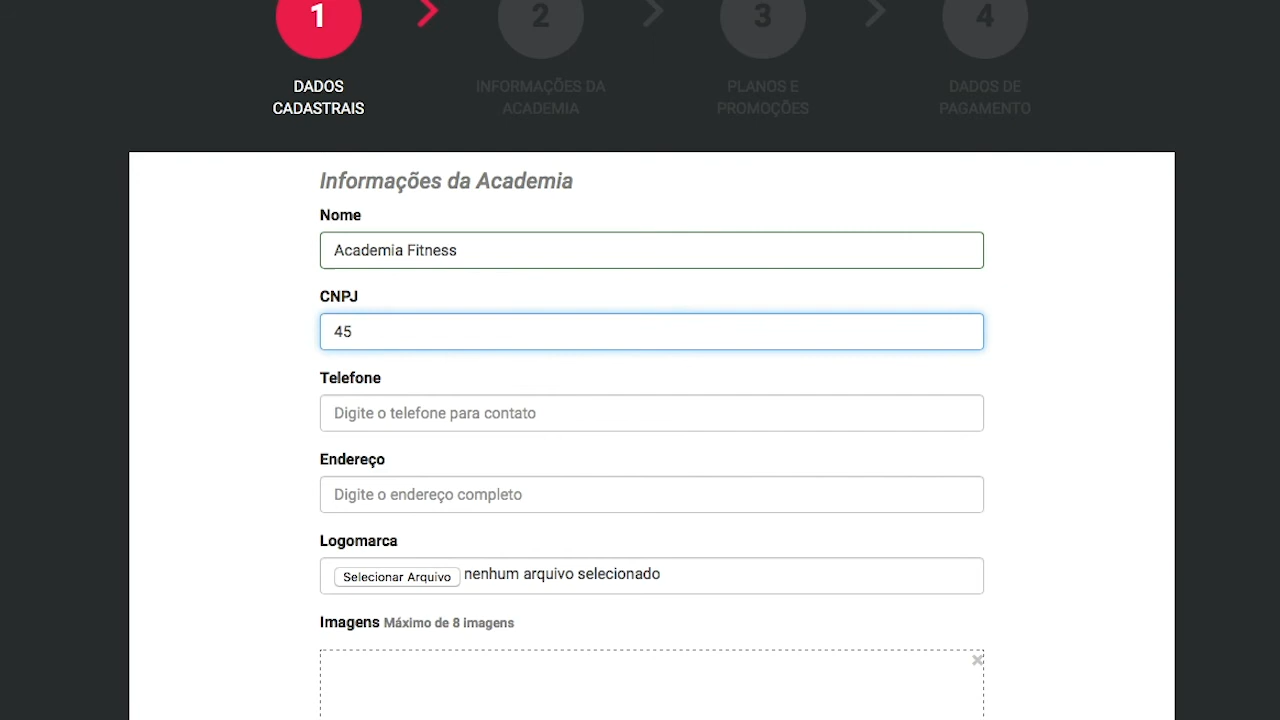 1
2
3
4
DADOS
CADASTRAIS
INFORMAÇÕES DA
ACADEMIA
PLANOS E
PROMOÇÕES
DADOS DE
PAGAMENTO
Informações da Academia
Nome
Academia Fitness
CNPJ
45
Telefone
Digite o telefone para contato
Endereço
Digite o endereço completo
Logomarca
Selecionar Arquivo nenhum arquivo selecionado
Imagens Máximo de 8 imagens